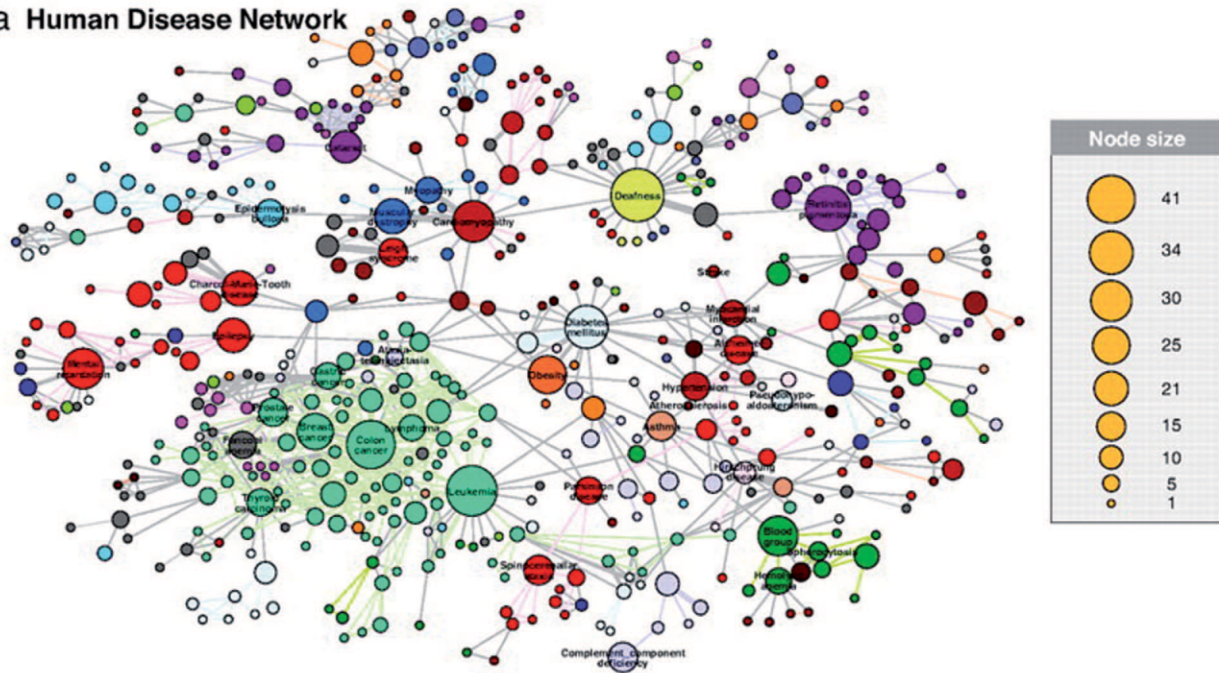 a Human Disease Network
Cataract
Myopathy
Deafness
Epidermolysis
bullosa
Muscular
dystrophy
Cardiomyopathy
Retinitis
pigmentosa
Leigh
syndrome
Charcot-Marie-Tooth
disease
Stroke
Myocardial
infarction
Diabetes
mellitus
Epilepsy
Alzheimer
disease
Ataxia-
telangiectasia
Mental
retardation
Gastric
cancer
Obesity
Hypertension
Pseudohypo-
aldosteronism
Atherosclerosis
Prostate
cancer
Breast
cancer
Lymphoma
Asthma
Fanconi
anemia
Colon
cancer
Hirschprung
disease
Leukemia
Parkinson
disease
Thyroid
carcinoma
Blood
group
Spherocytosis
Spinocerebellar
ataxia
Hemolytic
anemia
Complement_component
deficiency
Node size
41
34
30
25
21
15
10
5
1